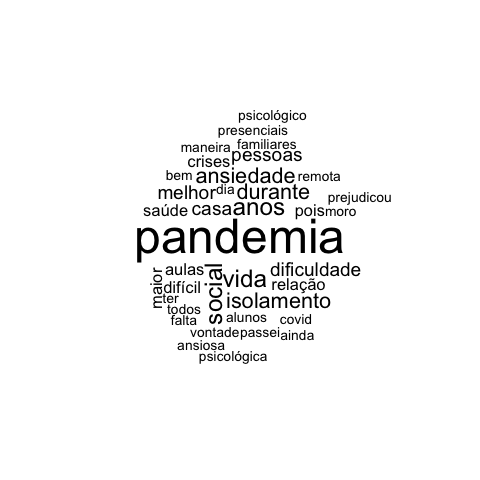 psicológico
presenciais
maneira familiares
crises pessoas
bem ansiedade remota
melhor dia durante prejudicou
saúde casa anos pois moro
pandemia
maior aulas social vida dificuldade
difícil relação
ter isolamento
todos
falta alunos covid
vontade passei ainda
ansiosa
psicológica